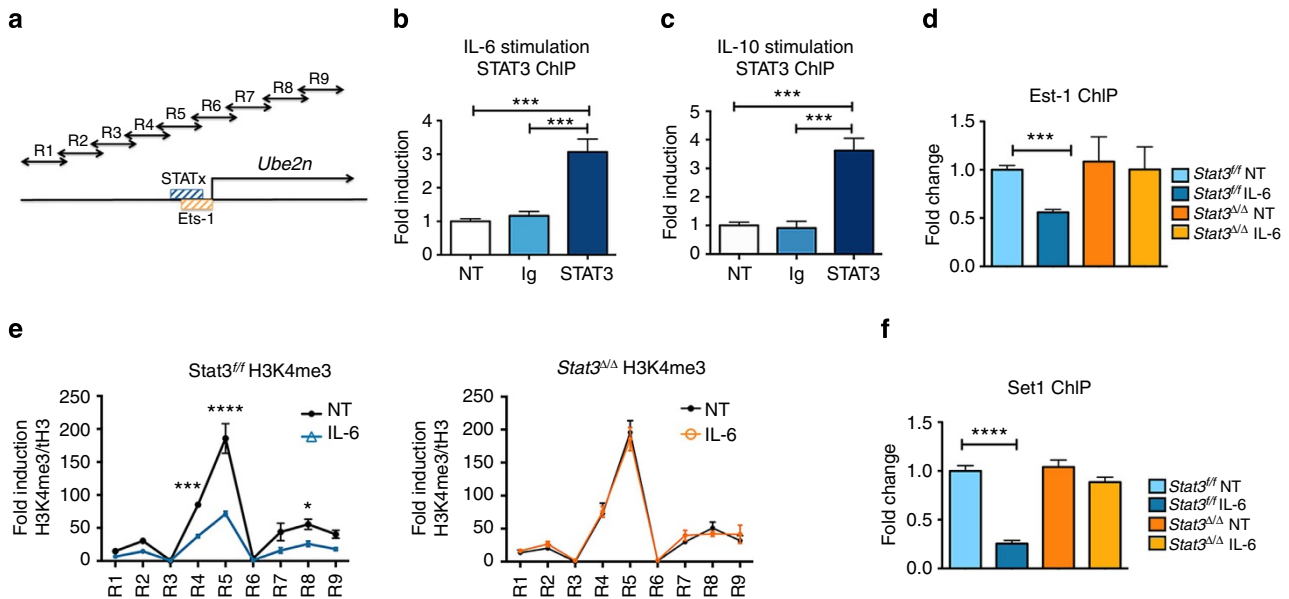 a
R1
R2
R3
R4
R5
R6
R7
R8
R9
STATx
Ube2n
Ets-1
b
IL-6 stimulation
STAT3 ChIP
Fold induction
4
3
2
1
0
***
***
NT
Ig
STAT3
c
IL-10 stimulation
STAT3 ChIP
Fold induction
5
4
3
2
1
0
***
***
NT
Ig
STAT3
d
Est-1 ChIP
Fold change
1.5
1.0
0.5
0.0
***
Stat3f/f NT
Stat3f/f IL-6
Stat3Δ/Δ NT
Stat3Δ/Δ IL-6
e
Stat3f/f H3K4me3
Fold induction
H3K4me3/tH3
250
200
150
100
50
0
***
****
*
NT
IL-6
R1
R2
R3
R4
R5
R6
R7
R8
R9
Stat3Δ/Δ H3K4me3
Fold induction
H3K4me3/tH3
250
200
150
100
50
0
NT
IL-6
R1
R2
R3
R4
R5
R6
R7
R8
R9
f
Set1 ChIP
Fold change
1.5
1.0
0.5
0.0
****
Stat3f/f NT
Stat3f/f IL-6
Stat3Δ/Δ NT
Stat3Δ/Δ IL-6